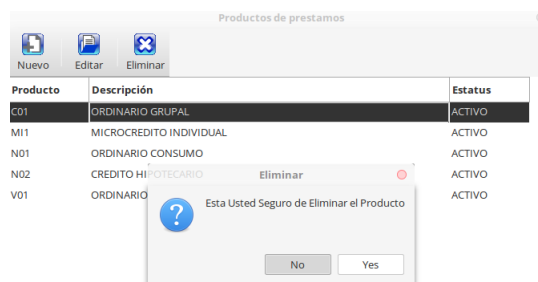 Productos de prestamos
Nuevo Editar Eliminar
Producto Descripción Estatus
C01 ORDINARIO GRUPAL ACTIVO
MI1 MICROCREDITO INDIVIDUAL ACTIVO
N01 ORDINARIO CONSUMO ACTIVO
N02 CREDITO HIPOTECARIO ACTIVO
V01 ORDINARIO ACTIVO
Eliminar
Esta Usted Seguro de Eliminar el Producto
No Yes